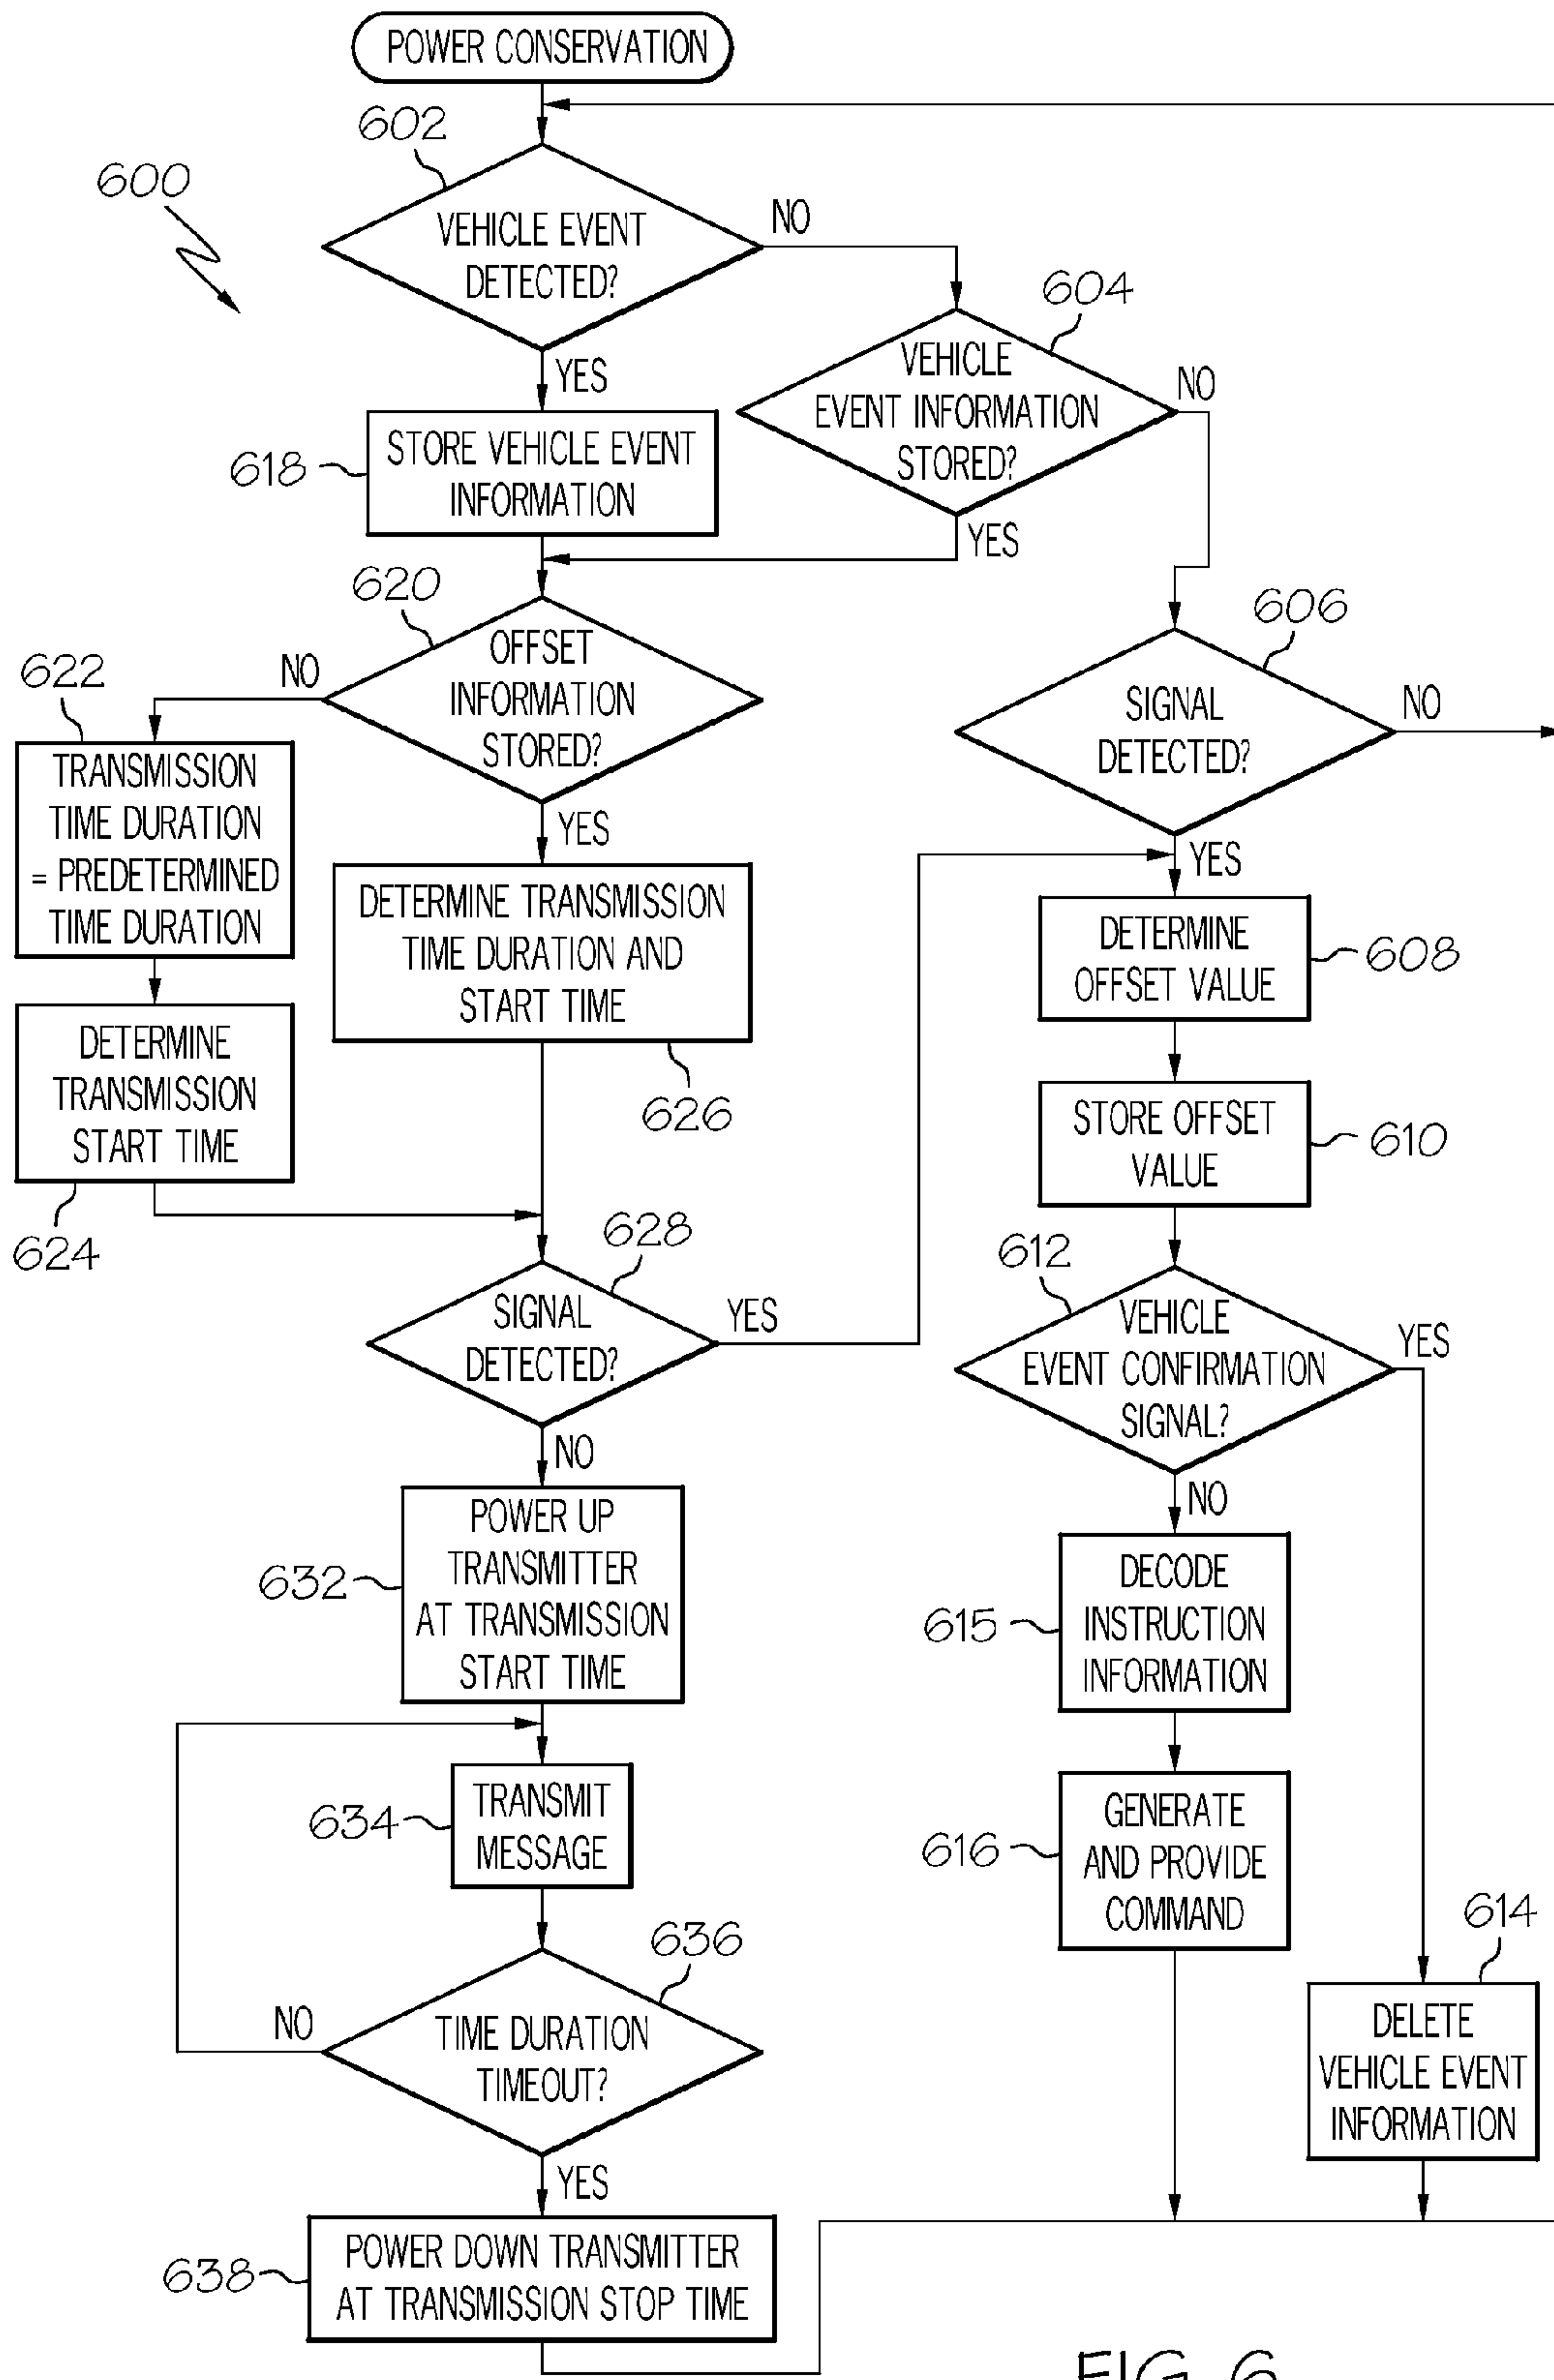 POWER CONSERVATION
602
600
VEHICLE EVENT
DETECTED?
NO
604
VEHICLE
EVENT INFORMATION
STORED?
NO
YES
YES
618
STORE VEHICLE EVENT
INFORMATION
620
OFFSET
INFORMATION
STORED?
NO
YES
622
TRANSMISSION
TIME DURATION
= PREDETERMINED
TIME DURATION
DETERMINE
TRANSMISSION
START TIME
624
DETERMINE TRANSMISSION
TIME DURATION AND
START TIME
626
606
SIGNAL
DETECTED?
NO
YES
DETERMINE
OFFSET VALUE
608
STORE OFFSET
VALUE
610
628
SIGNAL
DETECTED?
YES
NO
612
VEHICLE
EVENT CONFIRMATION
SIGNAL?
YES
NO
632
POWER UP
TRANSMITTER
AT TRANSMISSION
START TIME
615
DECODE
INSTRUCTION
INFORMATION
634
TRANSMIT
MESSAGE
616
GENERATE
AND PROVIDE
COMMAND
636
TIME DURATION
TIMEOUT?
NO
YES
614
DELETE
VEHICLE EVENT
INFORMATION
638
POWER DOWN TRANSMITTER
AT TRANSMISSION STOP TIME
FIG. 6